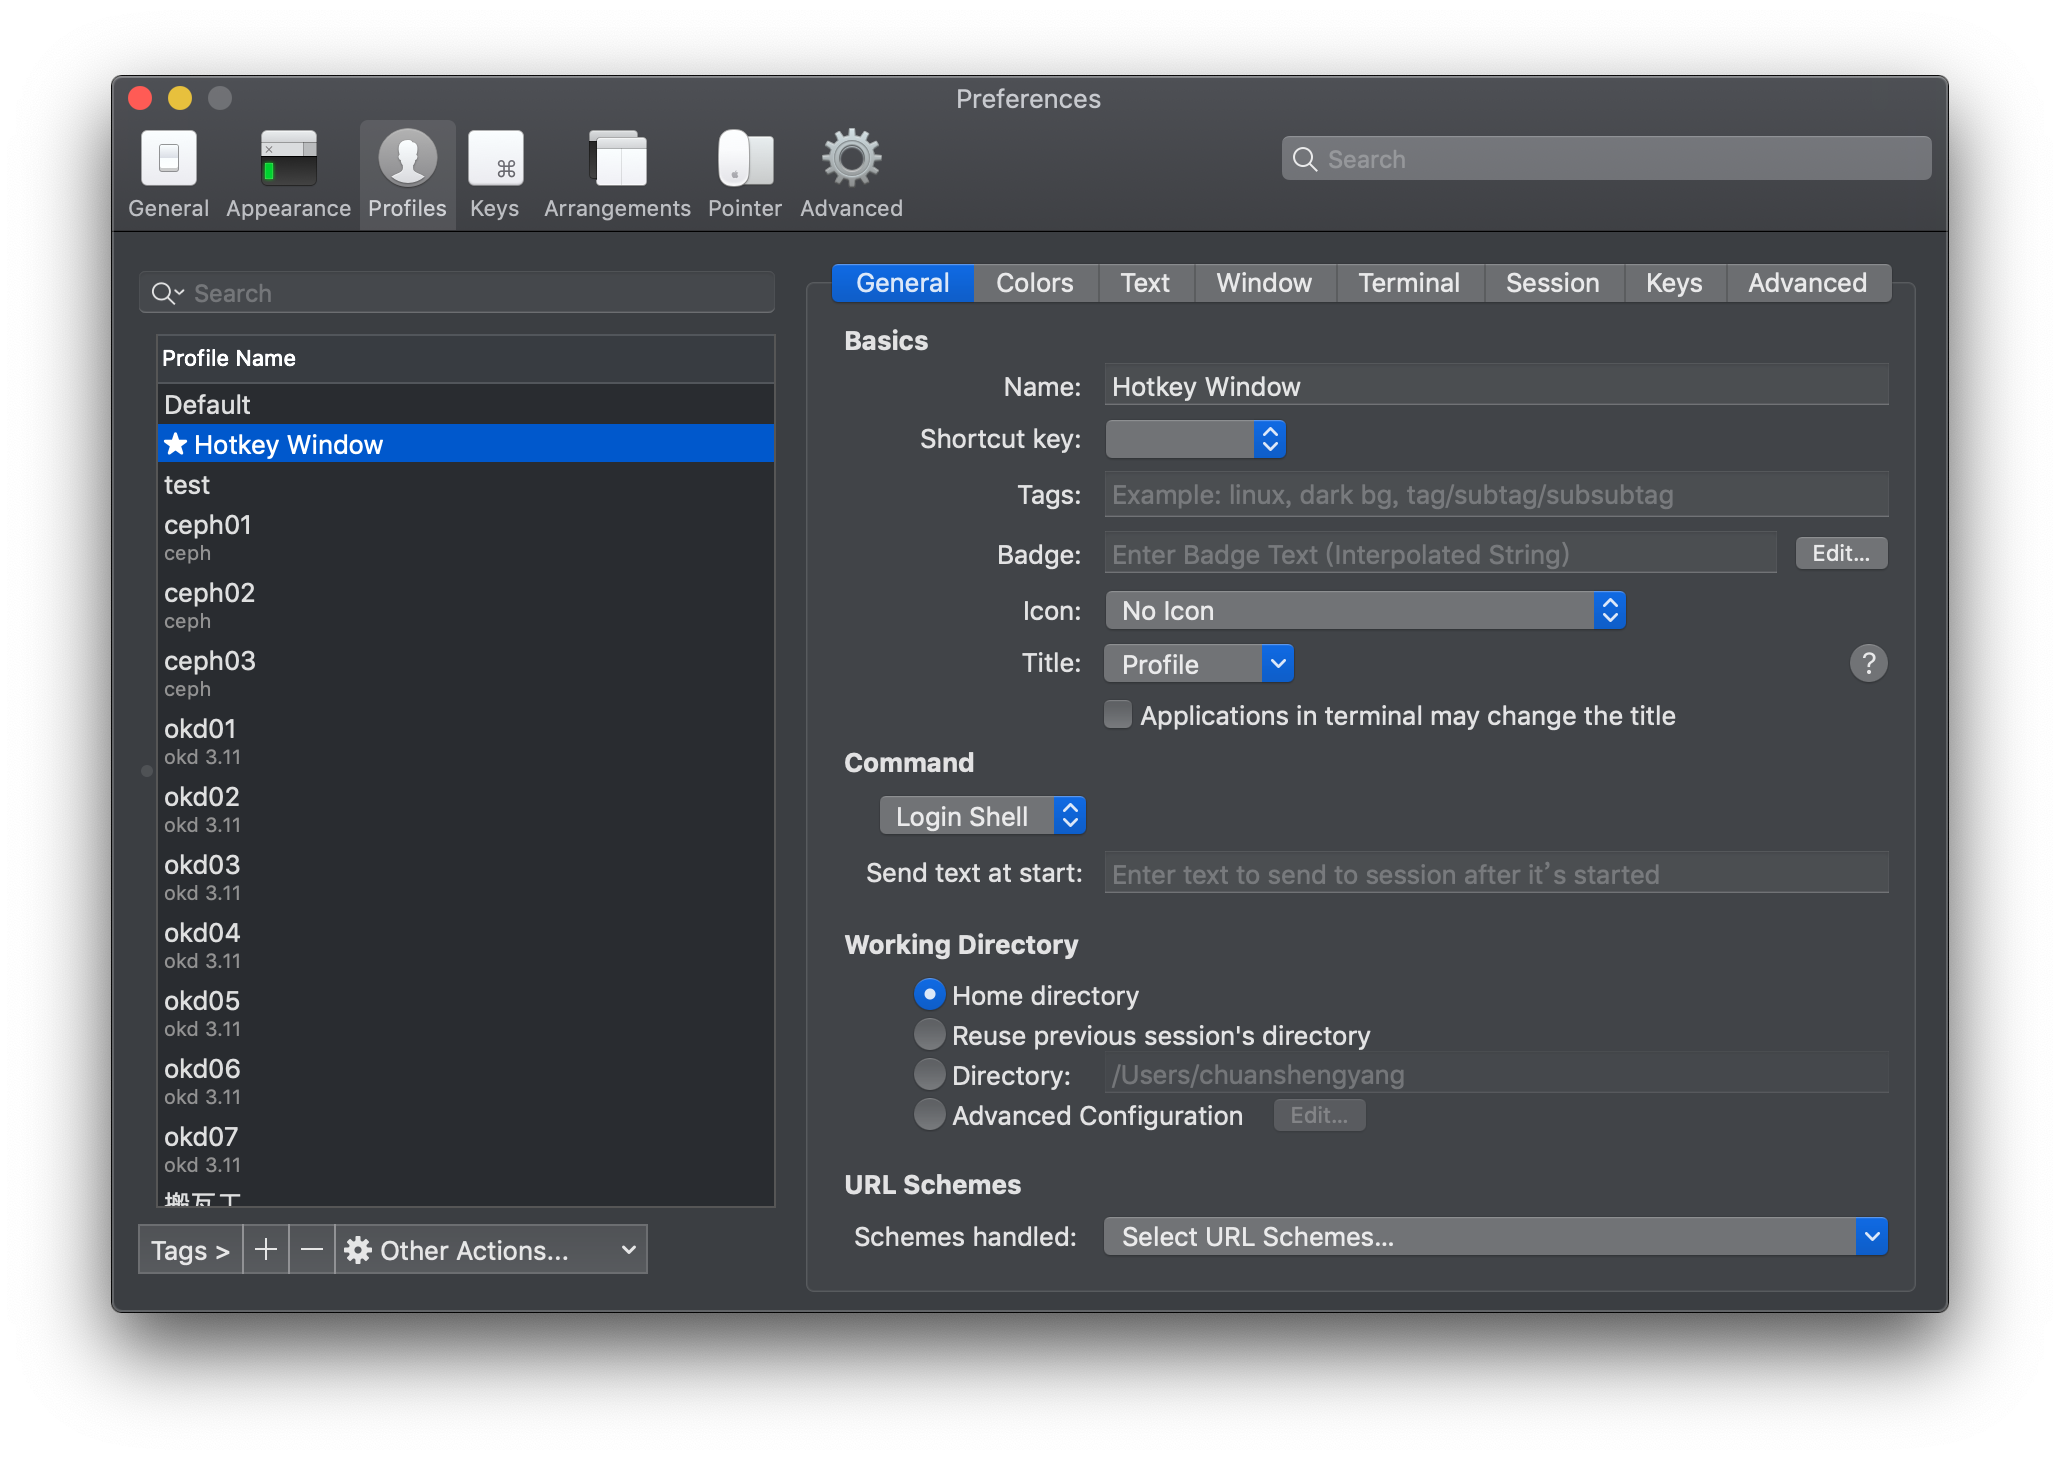 Preferences
General
Appearance
Profiles
Keys
Arrangements
Pointer
Advanced
Search
Search
Profile Name
Default
★ Hotkey Window
test
ceph01
ceph
ceph02
ceph
ceph03
ceph
okd01
okd 3.11
okd02
okd 3.11
okd03
okd 3.11
okd04
okd 3.11
okd05
okd 3.11
okd06
okd 3.11
okd07
okd 3.11
搬瓦工
Tags >
Other Actions...
General
Colors
Text
Window
Terminal
Session
Keys
Advanced
Basics
Name: Hotkey Window
Shortcut key:
Tags: Example: linux, dark bg, tag/subtag/subsubtag
Badge: Enter Badge Text (Interpolated String) Edit...
Icon: No Icon
Title: Profile ?
Applications in terminal may change the title
Command
Login Shell
Send text at start: Enter text to send to session after it’s started
Working Directory
Home directory
Reuse previous session's directory
Directory: /Users/chuanshengyang
Advanced Configuration Edit...
URL Schemes
Schemes handled: Select URL Schemes...